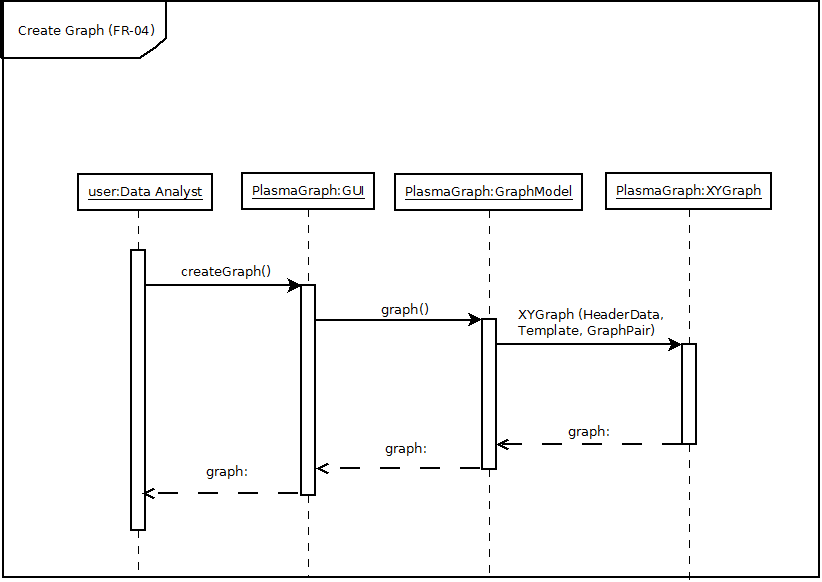 Create Graph (FR-04)
user:Data Analyst
PlasmaGraph:GUI
PlasmaGraph:GraphModel
PlasmaGraph:XYGraph
createGraph()
graph()
XYGraph (HeaderData,
Template, GraphPair)
graph:
graph:
graph: